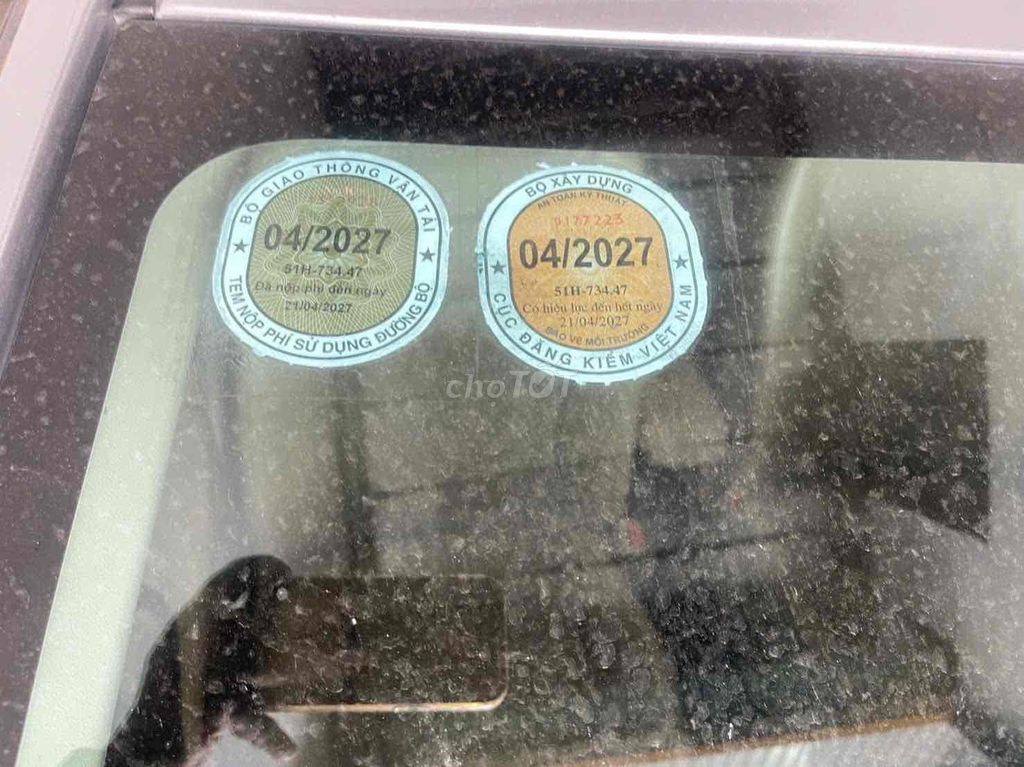 BỘ GIAO THÔNG VẬN TẢI
04/2027
51H-734.47
Đã nộp phí đến ngày
21/04/2027
TEM NỘP PHÍ SỬ DỤNG ĐƯỜNG BỘ
BỘ XÂY DỰNG
AN TOÀN KỸ THUẬT
9177223
04/2027
51H-734.47
Có hiệu lực đến hết ngày
21/04/2027
BẢO VỆ MÔI TRƯỜNG
CỤC ĐĂNG KIỂM VIỆT NAM
choTỐT